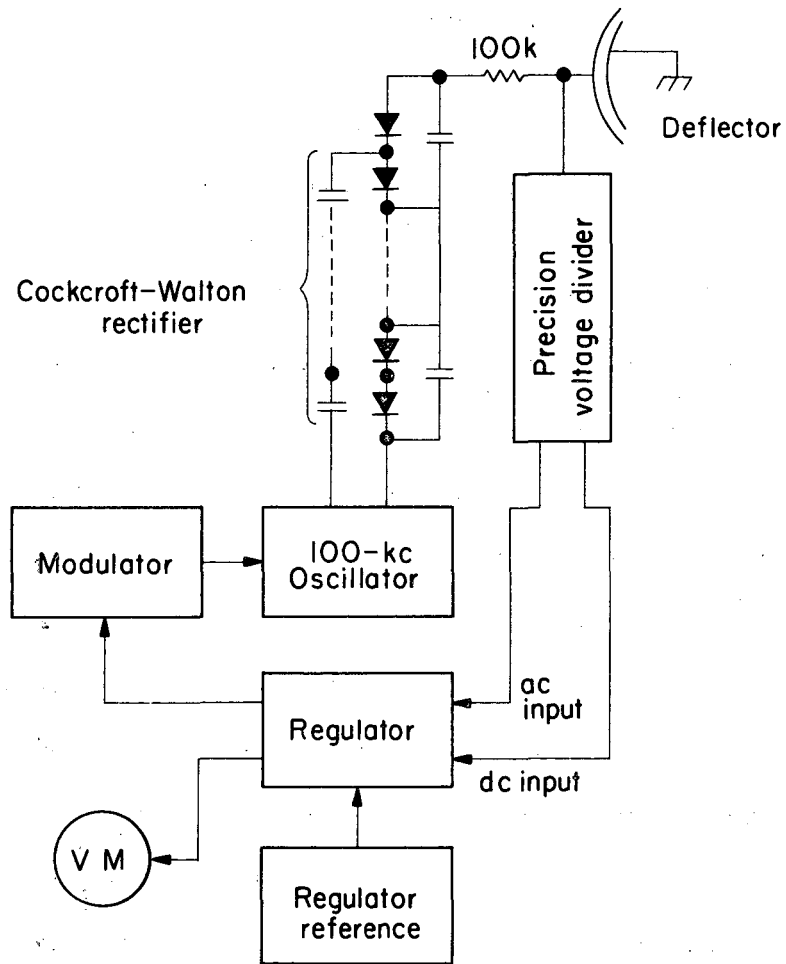 100k
Deflector
Cockcroft-Walton
rectifier
Precision
voltage divider
Modulator
100-kc
Oscillator
ac
input
Regulator
dc input
V M
Regulator
reference